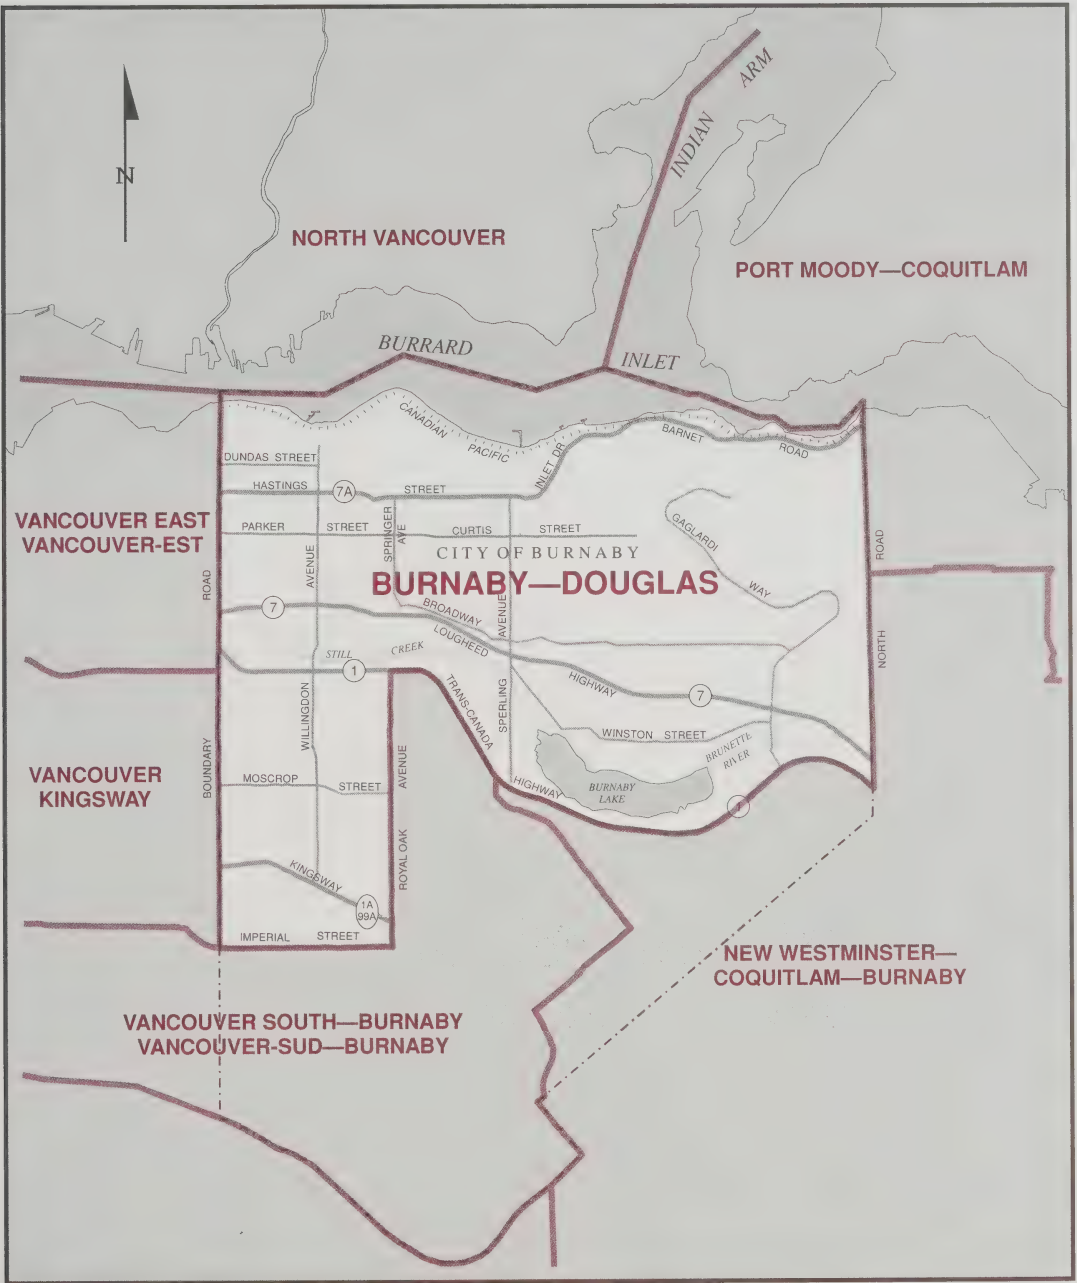 ARM
INDIAN
N
NORTH VANCOUVER
PORT MOODY—COQUITLAM
BURRARD
INLET
CANADIAN
PACIFIC
BARNET
ROAD
INLET DR
DUNDAS STREET
HASTINGS
7A
STREET
VANCOUVER EAST
VANCOUVER-EST
PARKER
STREET
SPRINGER
AVE
CURTIS
STREET
GAGLARDI
WAY
CITY OF BURNABY
BURNABY—DOUGLAS
ROAD
NORTH
ROAD
BOUNDARY
AVENUE
WILLINGDON
7
BROADWAY
LOUGHEED
HIGHWAY
7
AVENUE
SPERLING
STILL
CREEK
1
TRANS-CANADA
HIGHWAY
WINSTON STREET
BRUNETTE
RIVER
BURNABY
LAKE
1
VANCOUVER
KINGSWAY
MOSCROP
STREET
AVENUE
ROYAL OAK
KINGSWAY
1A
99A
IMPERIAL STREET
NEW WESTMINSTER—
COQUITLAM—BURNABY
VANCOUVER SOUTH—BURNABY
VANCOUVER-SUD—BURNABY